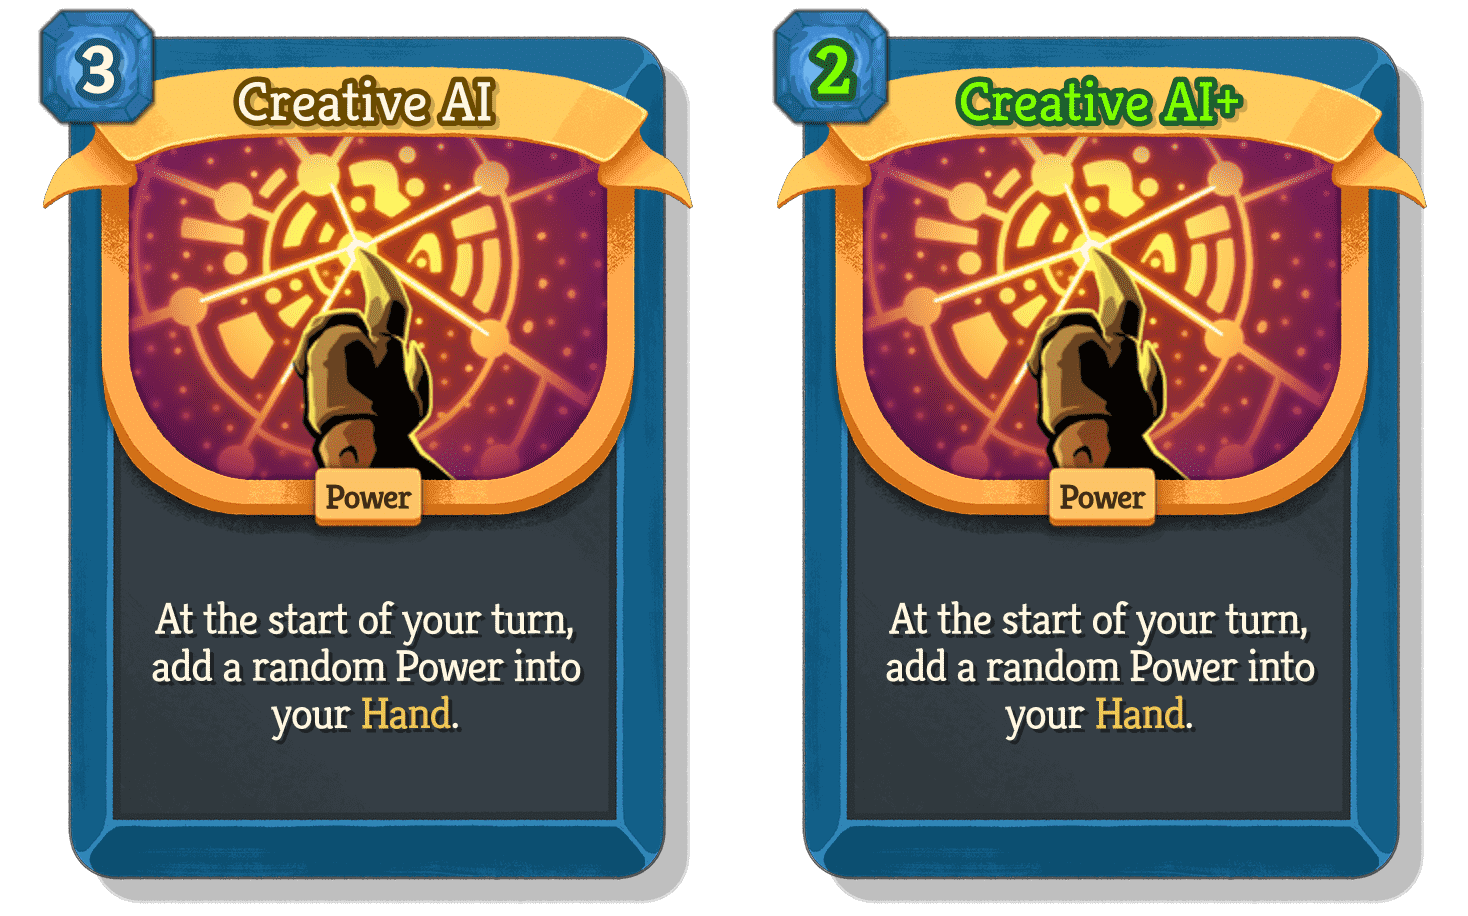 3
Creative AI
Power
At the start of your turn,
add a random Power into
your Hand.
2
Creative AI+
Power
At the start of your turn,
add a random Power into
your Hand.